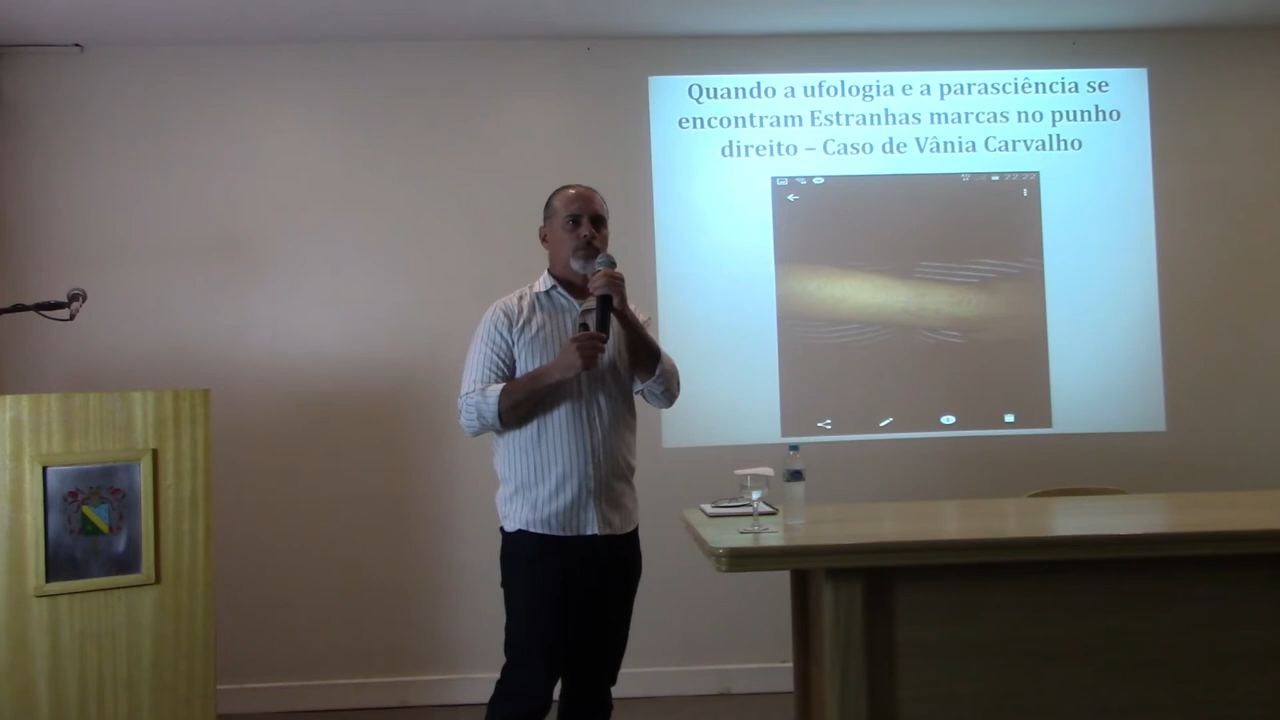 Quando a ufologia e a parasciência se
encontram Estranhas marcas no punho
direito – Caso de Vânia Carvalho
22:22